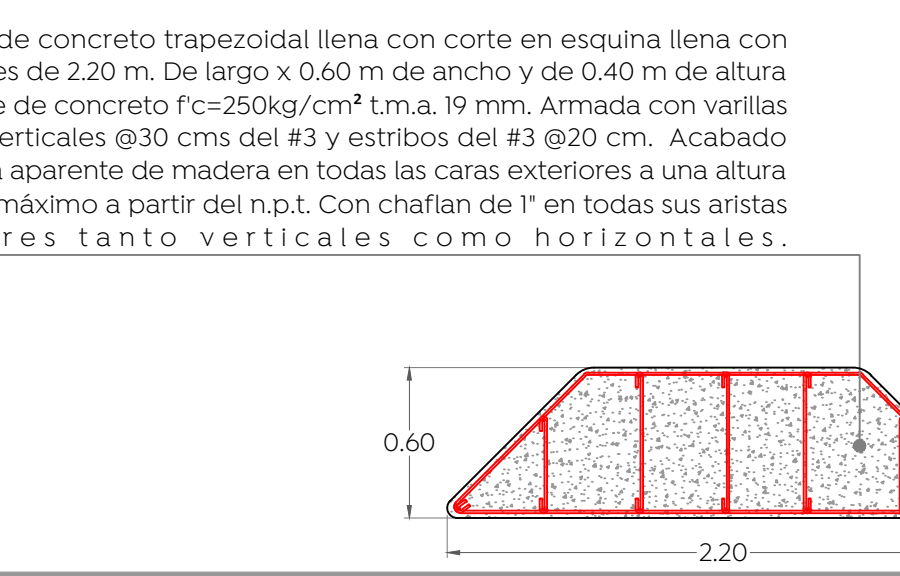 de concreto trapezoidal llena con corte en esquina llena con
es de 2.20 m. De largo x 0.60 m de ancho y de 0.40 m de altura
e de concreto f'c=250kg/cm² t.m.a. 19 mm. Armada con varillas
erticales @30 cms del #3 y estribos del #3 @20 cm. Acabado
a aparente de madera en todas las caras exteriores a una altura
máximo a partir del n.p.t. Con chaflan de 1" en todas sus aristas
res tanto verticales como horizontales.
0.60
2.20